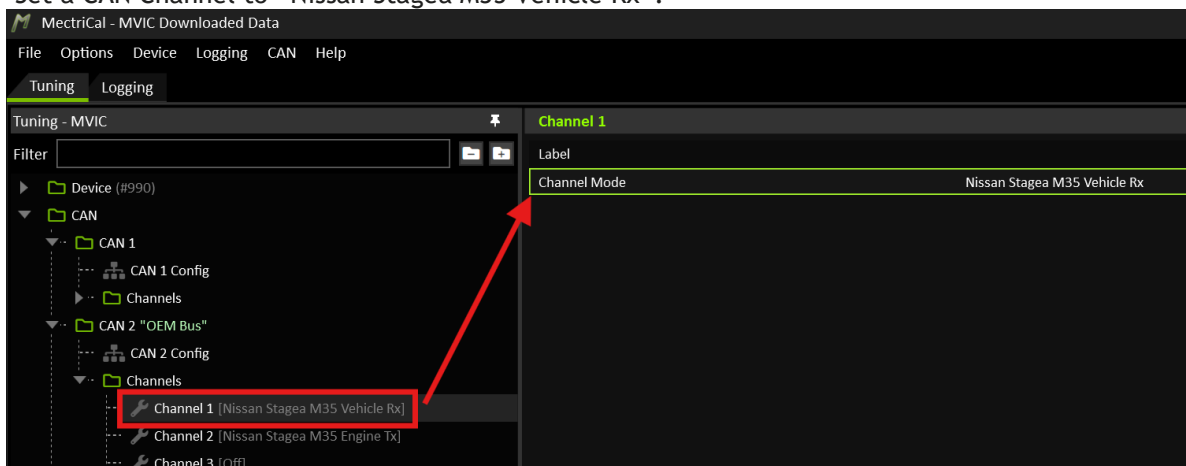 Set a CAN Channel to "Nissan Stagea M35 Vehicle Rx".
MectriCal - MVIC Downloaded Data
File Options Device Logging CAN Help
Tuning Logging
Tuning - MVIC
Filter
Device (#990)
CAN
CAN 1
CAN 1 Config
Channels
CAN 2 "OEM Bus"
CAN 2 Config
Channels
Channel 1 [Nissan Stagea M35 Vehicle Rx]
Channel 2 [Nissan Stagea M35 Engine Tx]
Channel 3 [Off]
Channel 1
Label
Channel Mode Nissan Stagea M35 Vehicle Rx